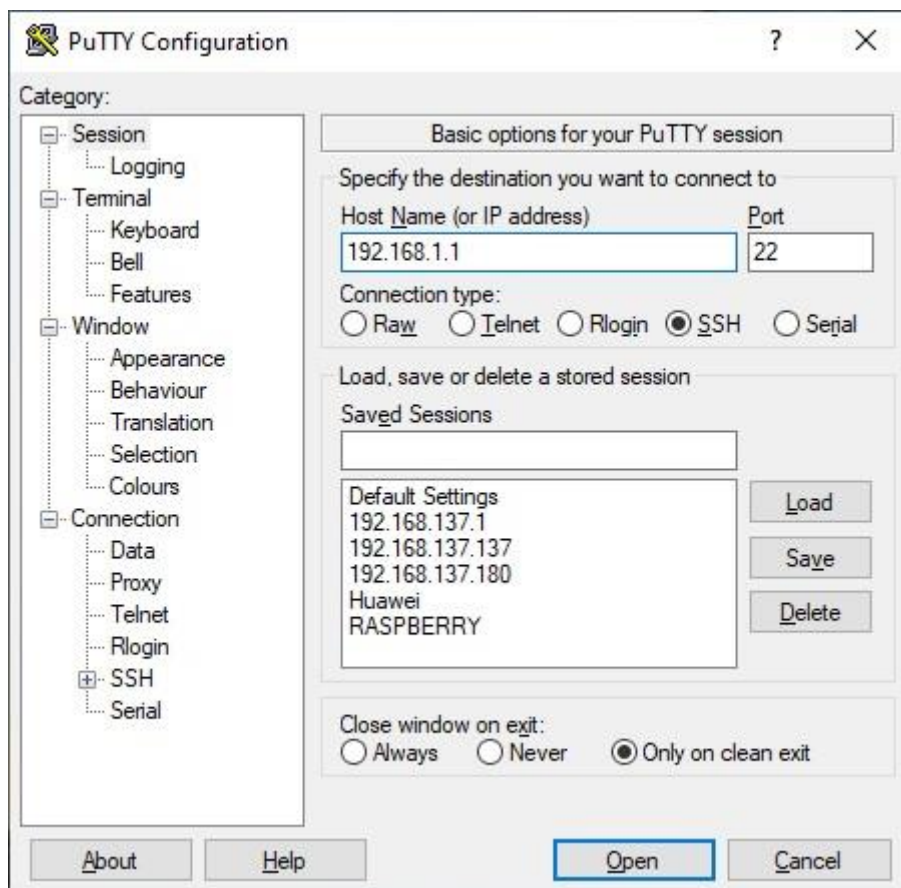 PuTTY Configuration
?
Category:
Session
Logging
Terminal
Keyboard
Bell
Features
Window
Appearance
Behaviour
Translation
Selection
Colours
Connection
Data
Proxy
Telnet
Rlogin
SSH
Serial
Basic options for your PuTTY session
Specify the destination you want to connect to
Host Name (or IP address) Port
192.168.1.1 22
Connection type:
Raw Telnet Rlogin SSH Serial
Load, save or delete a stored session
Saved Sessions
Default Settings
192.168.137.1
192.168.137.137
192.168.137.180
Huawei
RASPBERRY
Load
Save
Delete
Close window on exit:
Always Never Only on clean exit
About Help Open Cancel